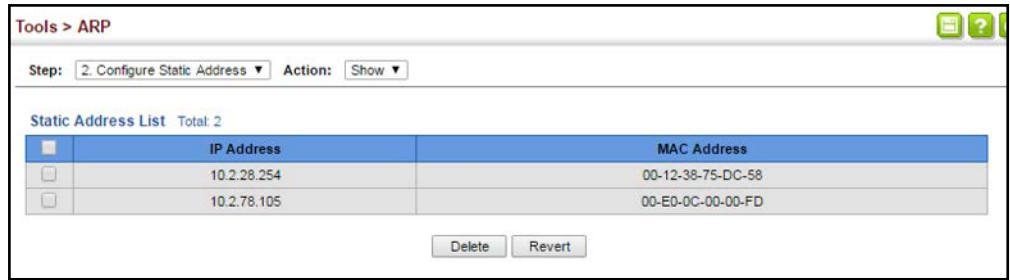 Tools > ARP
?
Step: 2. Configure Static Address Action: Show
Static Address List Total: 2
IP Address MAC Address
10.2.28.254 00-12-38-75-DC-58
10.2.78.105 00-E0-0C-00-00-FD
Delete Revert